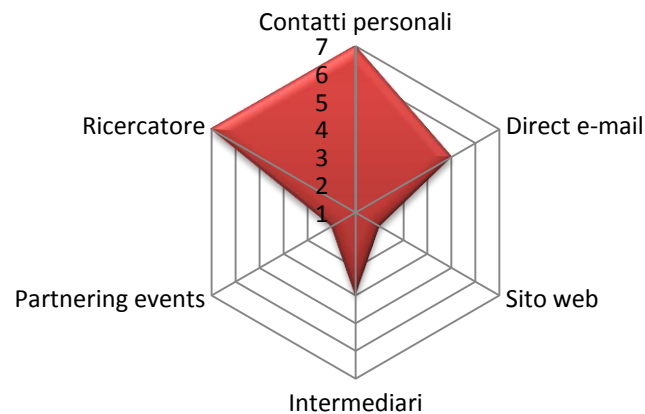 Contatti personali
7
6
5
4
3
2
1
Direct e-mail
Sito web
Intermediari
Partnering events
Ricercatore